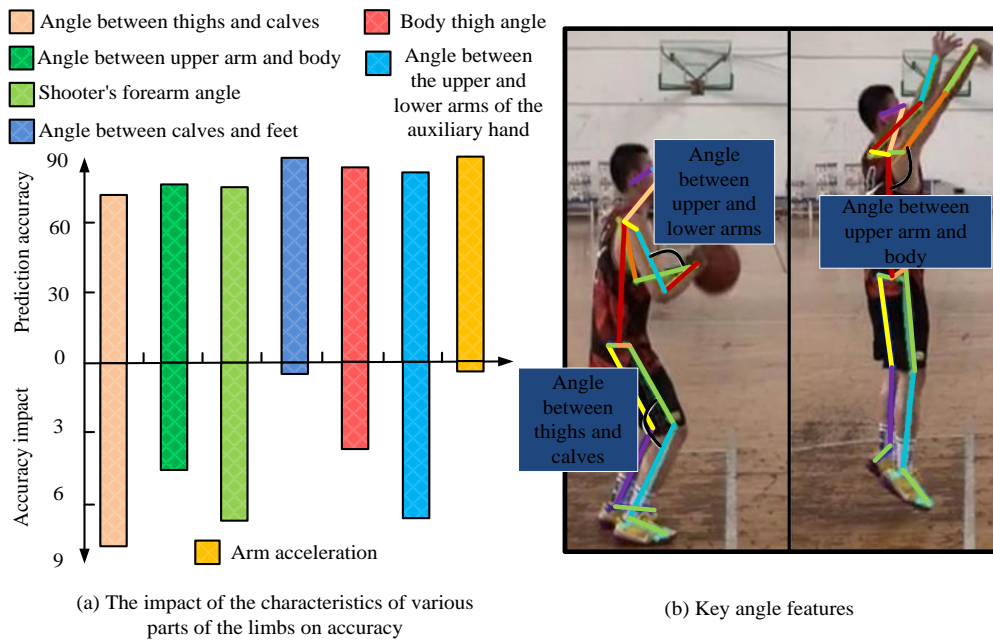 Angle between thighs and calves
Angle between upper arm and body
Shooter's forearm angle
Angle between calves and feet
Body thigh angle
Angle between
the upper and
lower arms of the
auxiliary hand
90
60
30
0
3
6
9
Prediction accuracy
Accuracy impact
Arm acceleration
(a) The impact of the characteristics of various
parts of the limbs on accuracy
Angle
between
upper and
lower arms
Angle between
upper arm and
body
Angle
between
thighs and
calves
(b) Key angle features